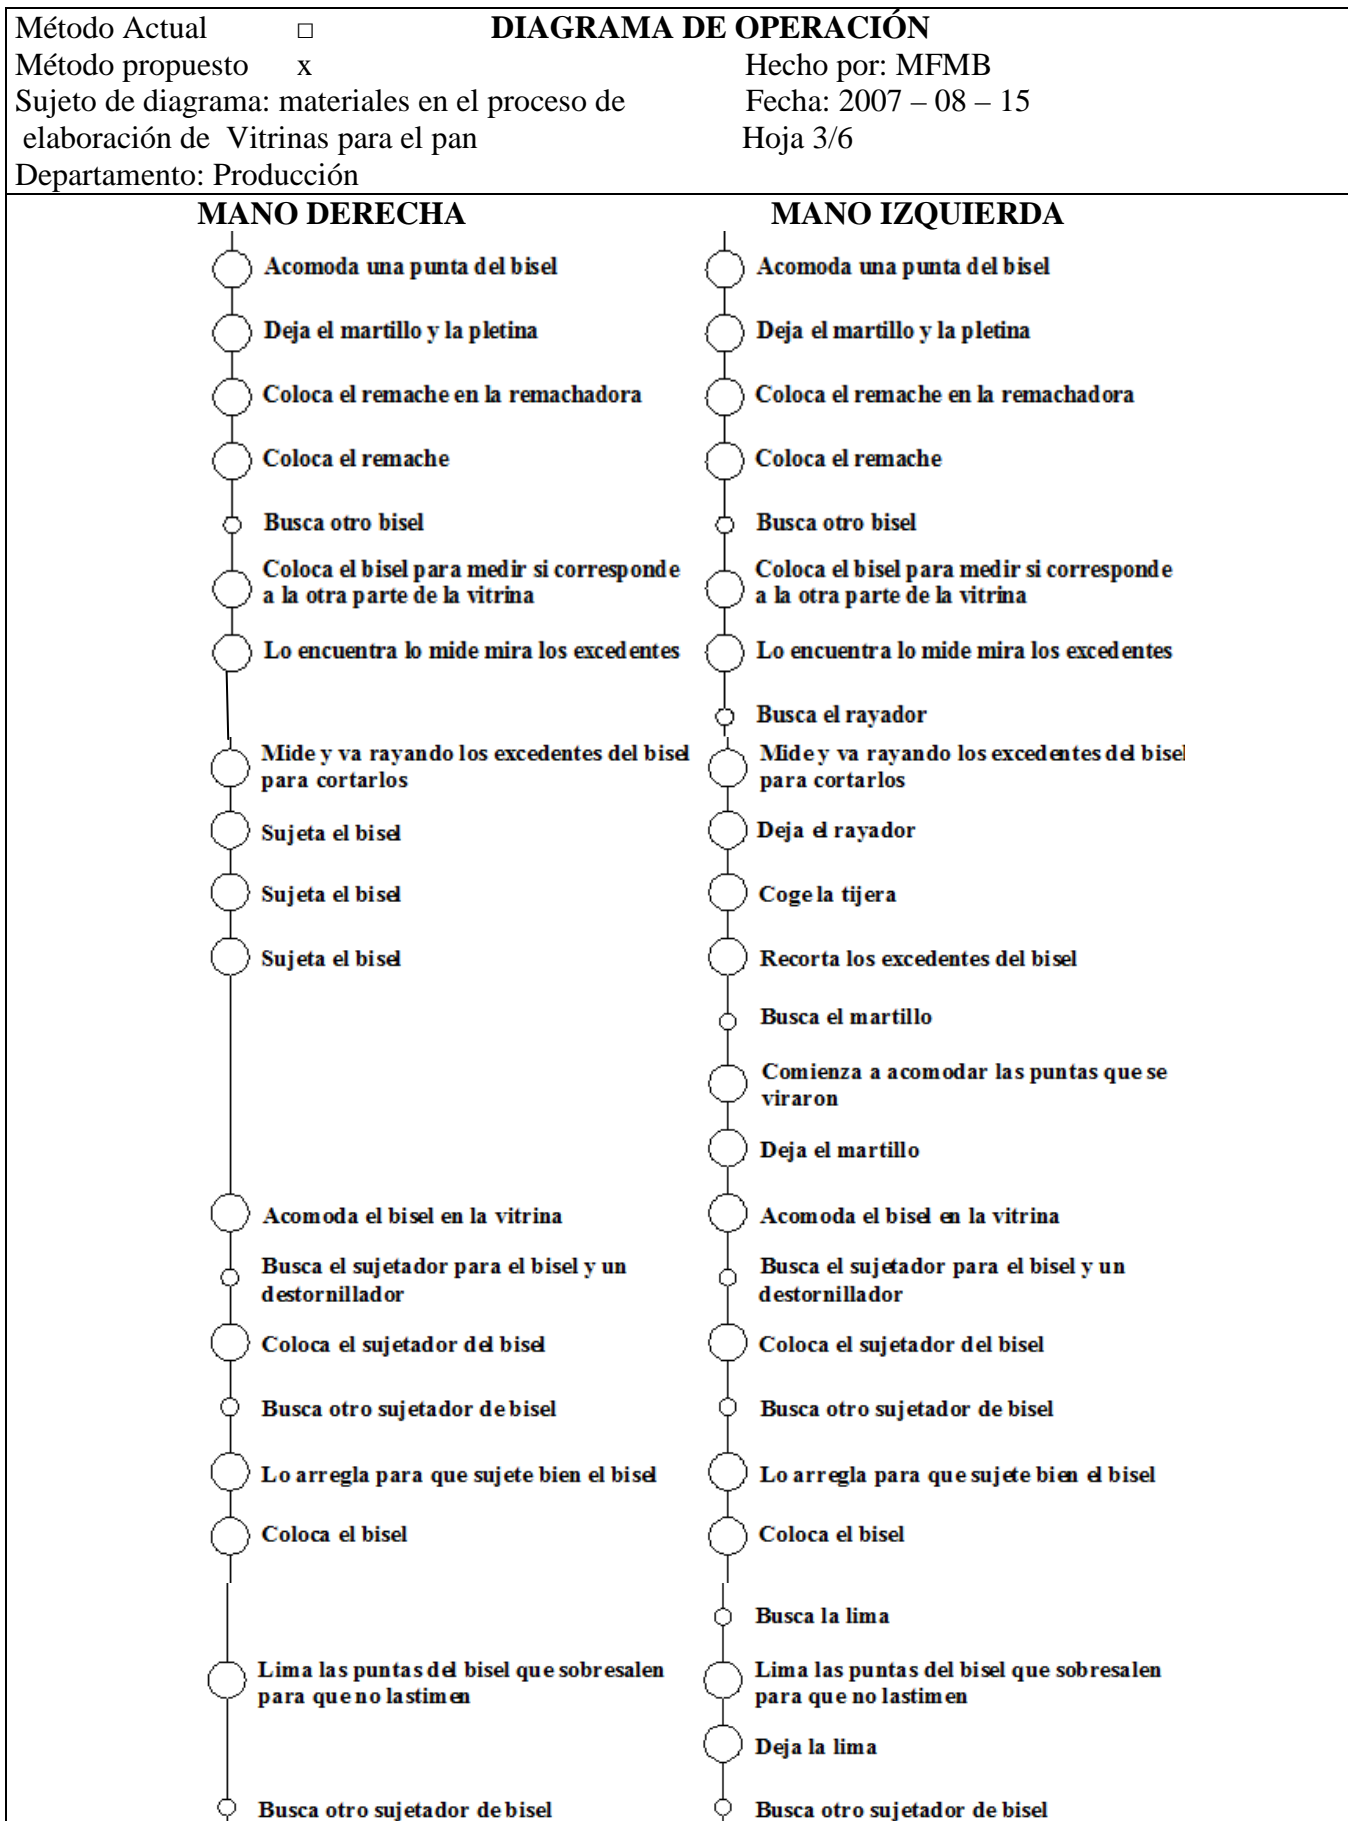 Método Actual □ DIAGRAMA DE OPERACIÓN
Método propuesto x Hecho por: MFMB
Sujeto de diagrama: materiales en el proceso de Fecha: 2007 – 08 – 15
elaboración de Vitrinas para el pan Hoja 3/6
Departamento: Producción
MANO DERECHA MANO IZQUIERDA
Acomoda una punta del bisel Acomoda una punta del bisel
Deja el martillo y la pletina Deja el martillo y la pletina
Coloca el remache en la remachadora Coloca el remache en la remachadora
Coloca el remache Coloca el remache
Busca otro bisel Busca otro bisel
Coloca el bisel para medir si corresponde Coloca el bisel para medir si corresponde
a la otra parte de la vitrina a la otra parte de la vitrina
Lo encuentra lo mide mira los excedentes Lo encuentra lo mide mira los excedentes
Busca el rayador
Mide y va rayando los excedentes del bisel Mide y va rayando los excedentes del bisel
para cortarlos para cortarlos
Sujeta el bisel Deja el rayador
Sujeta el bisel Coge la tijera
Sujeta el bisel Recorta los excedentes del bisel
Busca el martillo
Comienza a acomodar las puntas que se
viraron
Deja el martillo
Acomoda el bisel en la vitrina Acomoda el bisel en la vitrina
Busca el sujetador para el bisel y un Busca el sujetador para el bisel y un
destornillador destornillador
Coloca el sujetador del bisel Coloca el sujetador del bisel
Busca otro sujetador de bisel Busca otro sujetador de bisel
Lo arregla para que sujete bien el bisel Lo arregla para que sujete bien el bisel
Coloca el bisel Coloca el bisel
Busca la lima
Lima las puntas del bisel que sobresalen Lima las puntas del bisel que sobresalen
para que no lastimen para que no lastimen
Deja la lima
Busca otro sujetador de bisel Busca otro sujetador de bisel